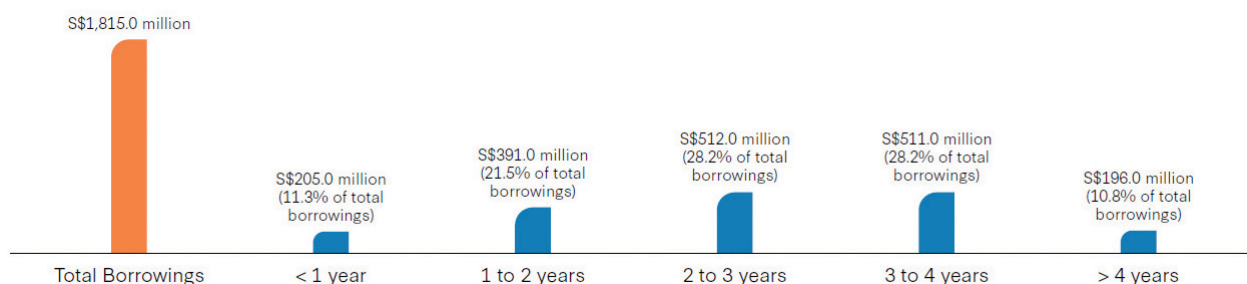 S$1,815.0 million
S$205.0 million
(11.3% of total
borrowings)
S$391.0 million
(21.5% of total
borrowings)
S$512.0 million
(28.2% of total
borrowings)
S$511.0 million
(28.2% of total
borrowings)
S$196.0 million
(10.8% of total
borrowings)
Total Borrowings
< 1 year
1 to 2 years
2 to 3 years
3 to 4 years
> 4 years